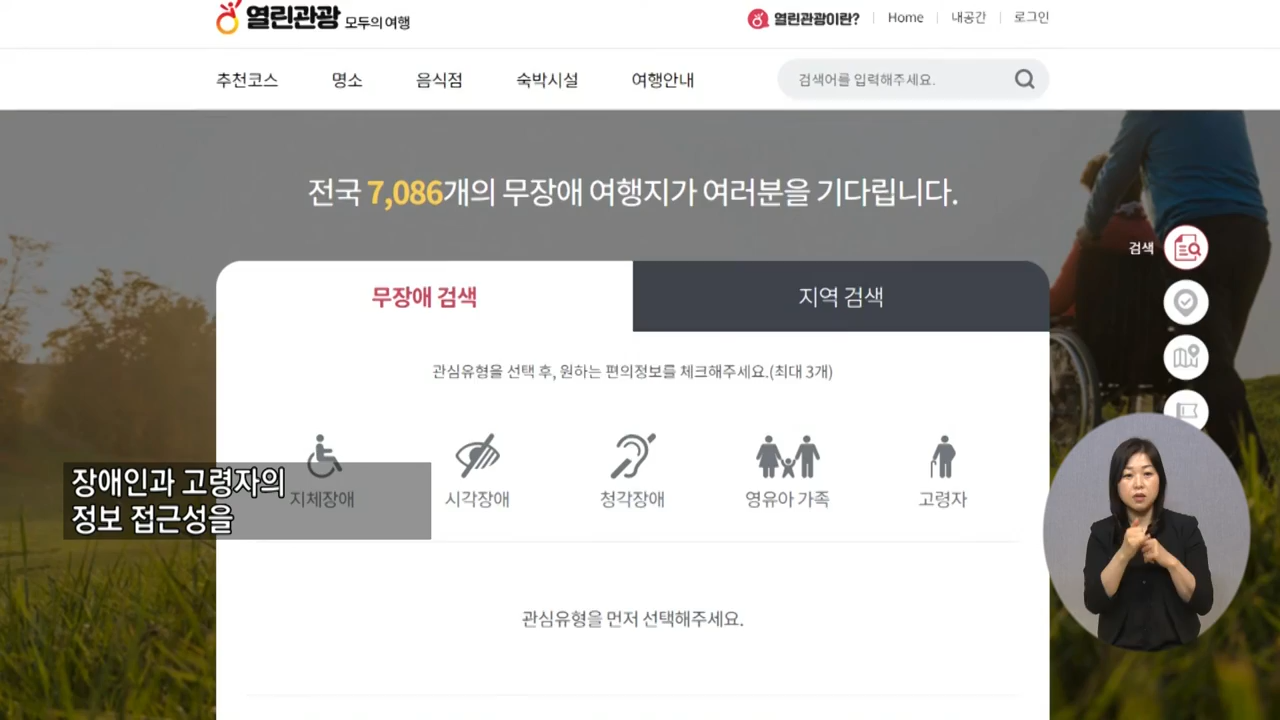 열린관광 모두의 여행
열린관광이란? Home 내공간 로그인
추천코스 명소 음식점 숙박시설 여행안내
검색어를 입력해주세요.
전국 7,086개의 무장애 여행지가 여러분을 기다립니다.
검색
무장애 검색 지역 검색
관심유형을 선택 후, 원하는 편의정보를 체크해주세요.(최대 3개)
지체장애 시각장애 청각장애 영유아 가족 고령자
장애인과 고령자의
정보 접근성을
관심유형을 먼저 선택해주세요.